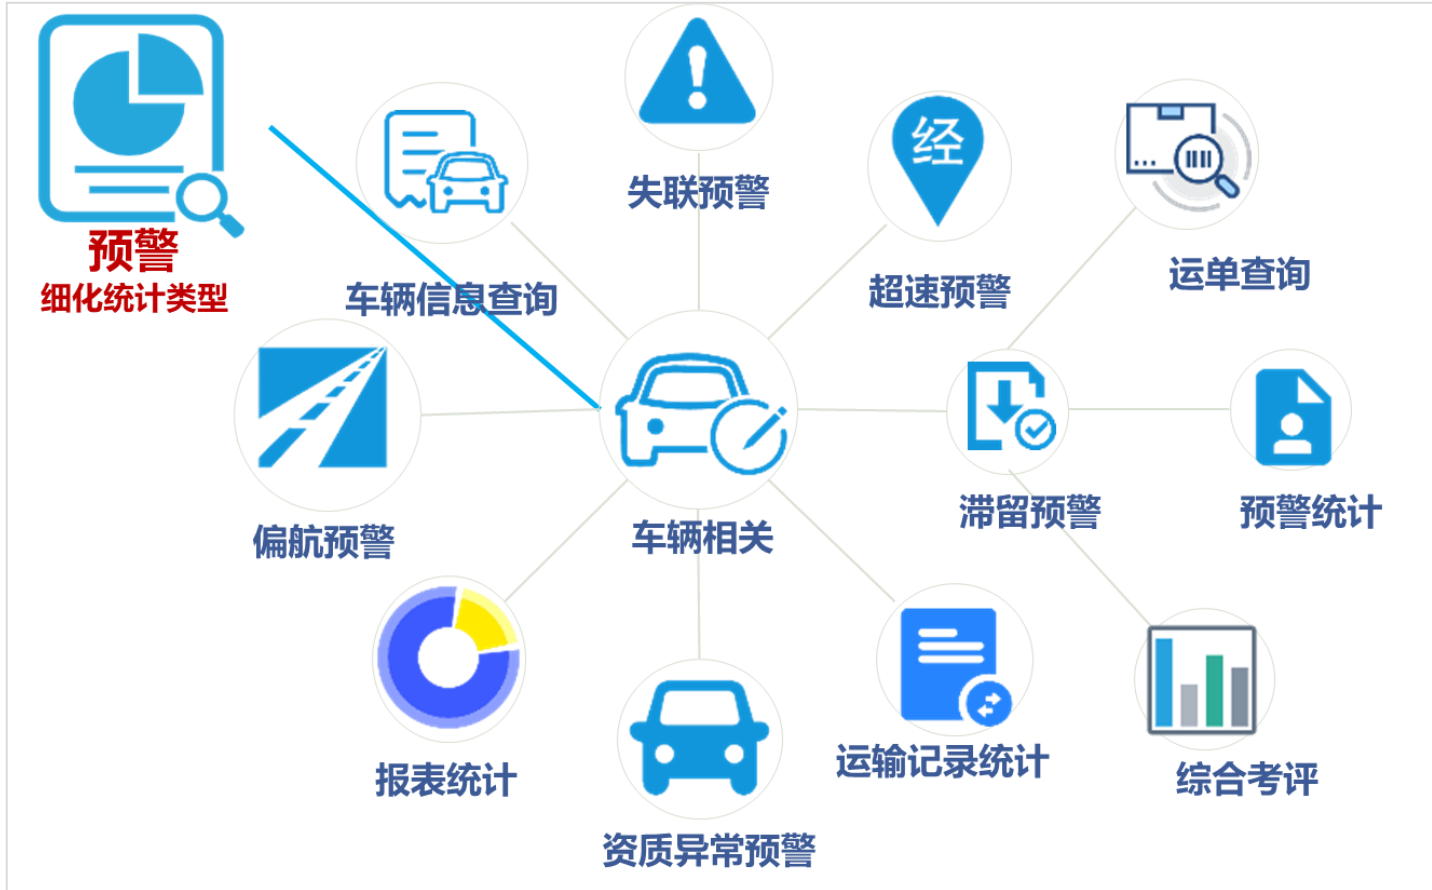 预警
细化统计类型
失联预警
经
车辆信息查询
超速预警
运单查询
偏航预警
车辆相关
滞留预警
预警统计
报表统计
资质异常预警
运输记录统计
综合考评